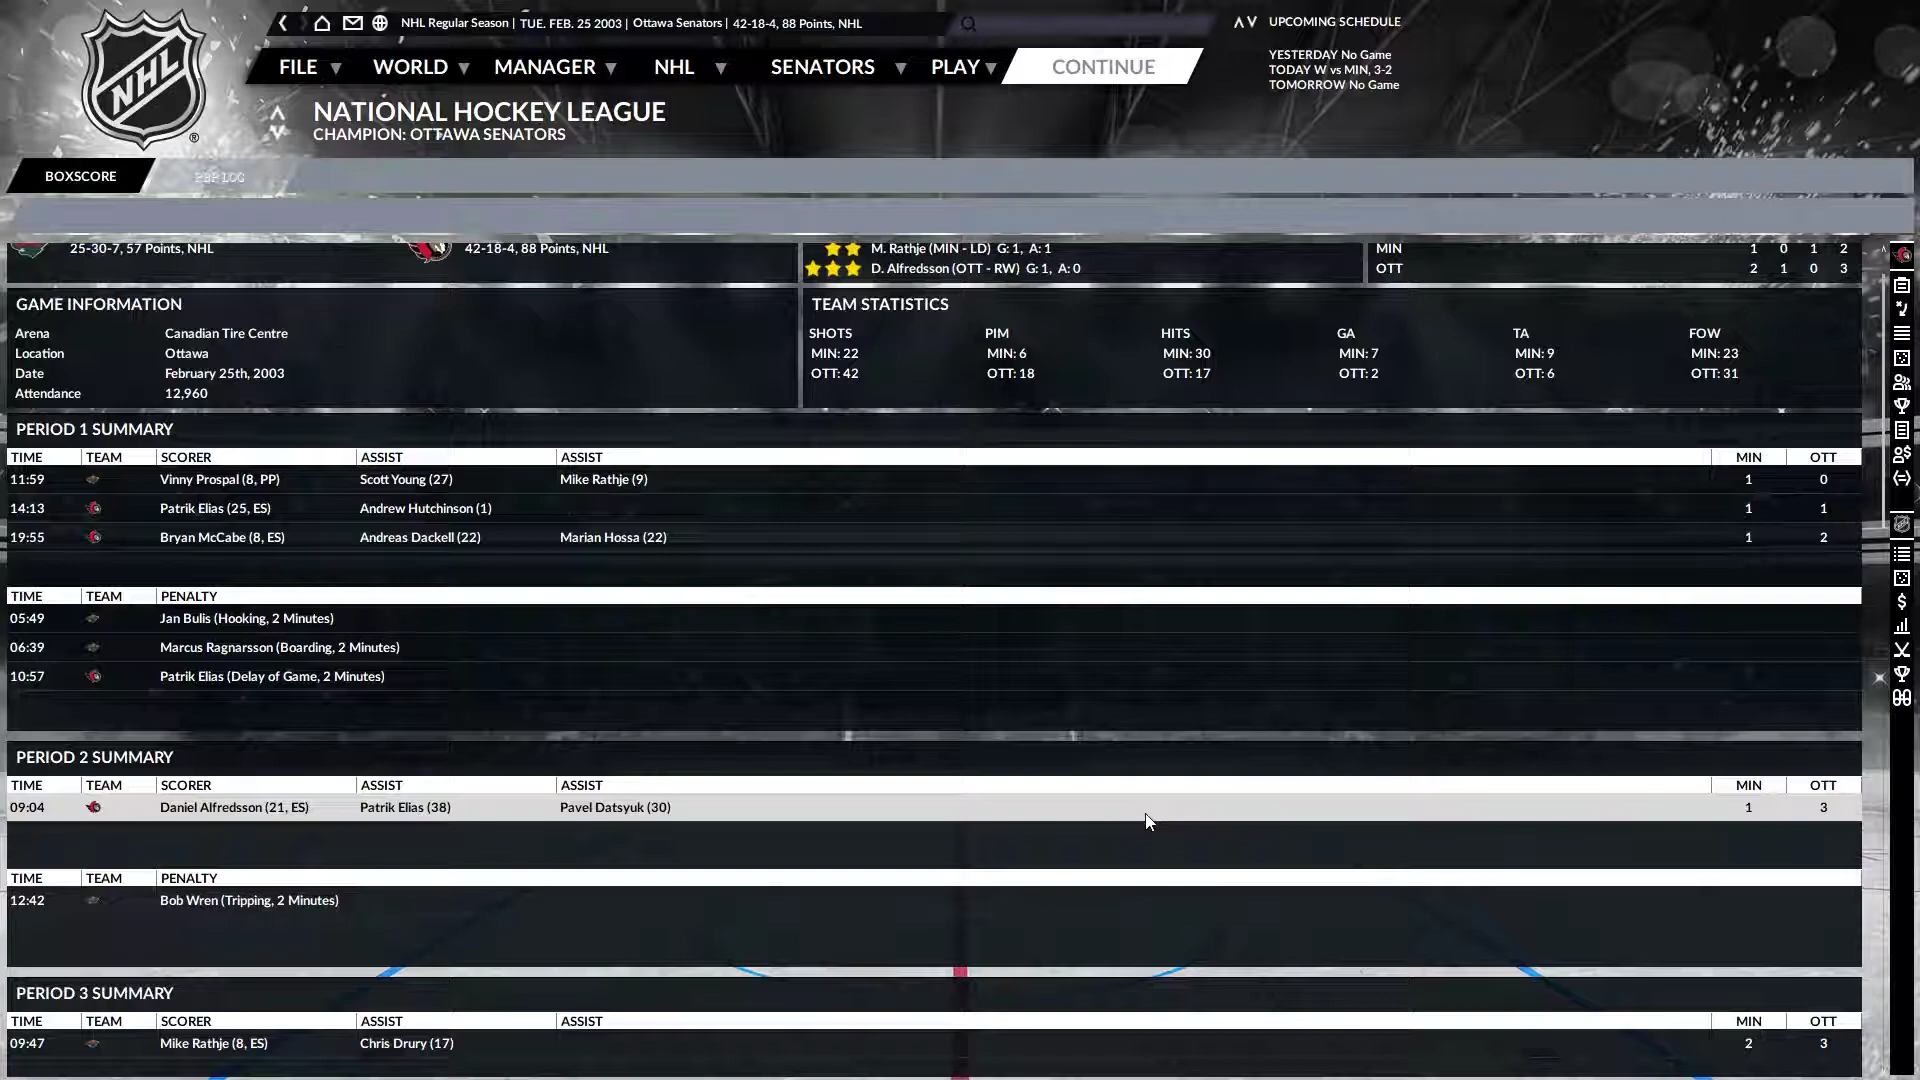 NHL Regular Season | TUE. FEB. 25 2003 | Ottawa Senators | 42-18-4, 88 Points, NHL
UPCOMING SCHEDULE
YESTERDAY No Game
TODAY W vs MIN, 3-2
TOMORROW No Game
FILE WORLD MANAGER NHL SENATORS PLAY CONTINUE
NHL
NATIONAL HOCKEY LEAGUE
CHAMPION: OTTAWA SENATORS
BOXSCORE PBP LOG
25-30-7, 57 Points, NHL 42-18-4, 88 Points, NHL
M. Rathje (MIN - LD) G: 1, A: 1
D. Alfredsson (OTT - RW) G: 1, A: 0
MIN 1 0 1 2
OTT 2 1 0 3
GAME INFORMATION
Arena Canadian Tire Centre
Location Ottawa
Date February 25th, 2003
Attendance 12,960
TEAM STATISTICS
SHOTS PIM HITS GA TA FOW
MIN: 22 MIN: 6 MIN: 30 MIN: 7 MIN: 9 MIN: 23
OTT: 42 OTT: 18 OTT: 17 OTT: 2 OTT: 6 OTT: 31
PERIOD 1 SUMMARY
TIME TEAM SCORER ASSIST ASSIST MIN OTT
11:59 Vinny Prospal (8, PP) Scott Young (27) Mike Rathje (9) 1 0
14:13 Patrik Elias (25, ES) Andrew Hutchinson (1) 1 1
19:55 Bryan McCabe (8, ES) Andreas Dackell (22) Marian Hossa (22) 1 2
TIME TEAM PENALTY
05:49 Jan Bulis (Hooking, 2 Minutes)
06:39 Marcus Ragnarsson (Boarding, 2 Minutes)
10:57 Patrik Elias (Delay of Game, 2 Minutes)
PERIOD 2 SUMMARY
TIME TEAM SCORER ASSIST ASSIST MIN OTT
09:04 Daniel Alfredsson (21, ES) Patrik Elias (38) Pavel Datsyuk (30) 1 3
TIME TEAM PENALTY
12:42 Bob Wren (Tripping, 2 Minutes)
PERIOD 3 SUMMARY
TIME TEAM SCORER ASSIST ASSIST MIN OTT
09:47 Mike Rathje (8, ES) Chris Drury (17) 2 3